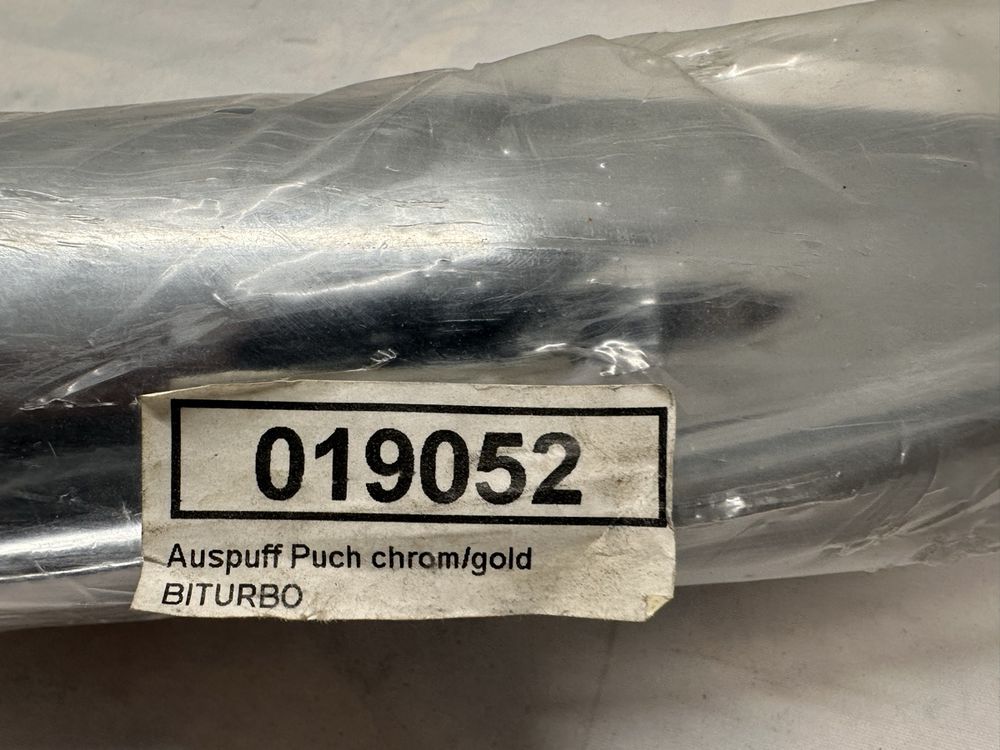 019052
Auspuff Puch chrom/gold
BITURBO